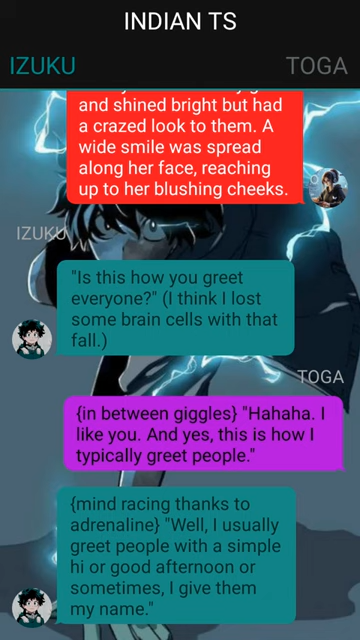 INDIAN TS
IZUKU
TOGA
and shined bright but had
a crazed look to them. A
wide smile was spread
along her face, reaching
up to her blushing cheeks.
IZUKU
"Is this how you greet
everyone?" (I think I lost
some brain cells with that
fall.)
TOGA
{in between giggles} "Hahaha. I
like you. And yes, this is how I
typically greet people."
{mind racing thanks to
adrenaline} "Well, I usually
greet people with a simple
hi or good afternoon or
sometimes, I give them
my name."